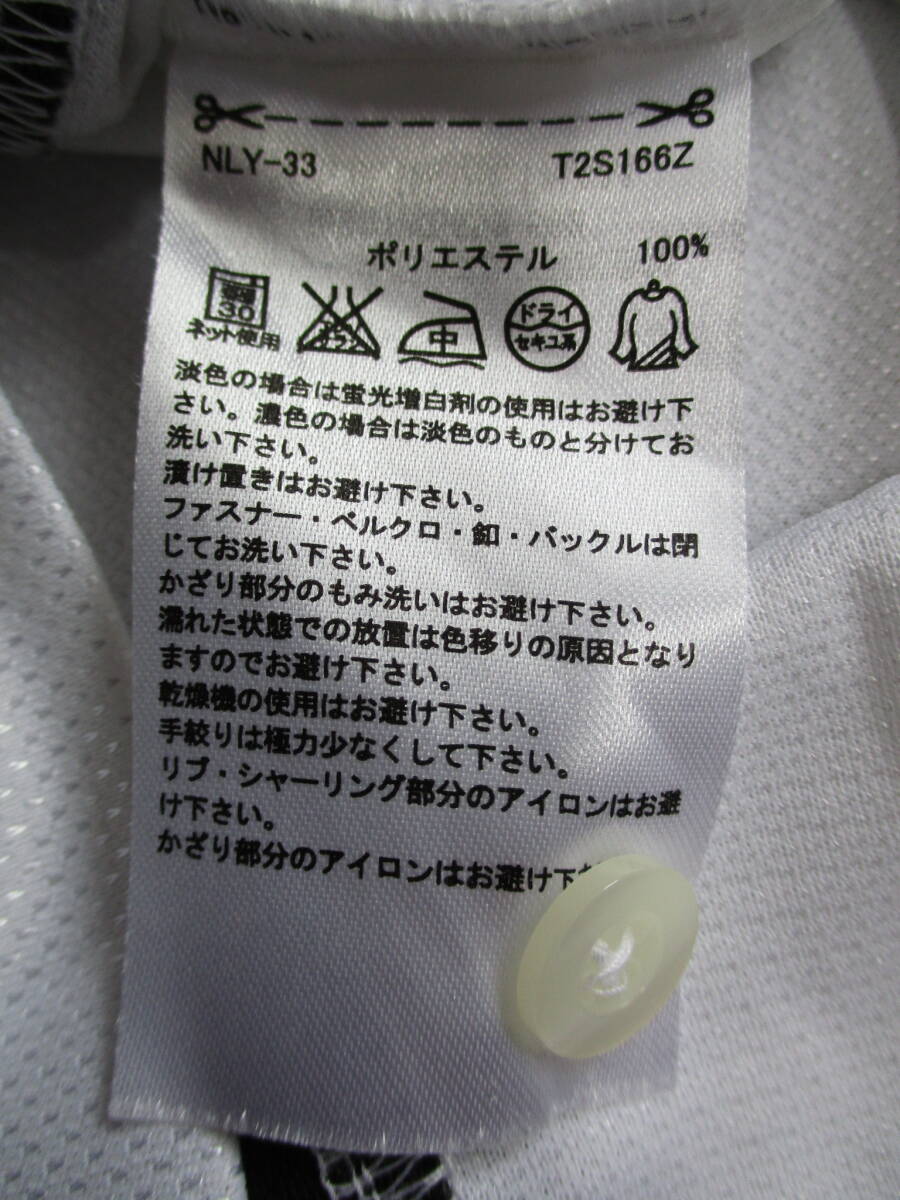 NLY-33 T2S166Z
ポリエステル 100%
30 中 ドライ
ネット使用 セキユ系
淡色の場合は蛍光増白剤の使用はお避け下
さい。濃色の場合は淡色のものと分けてお
洗い下さい。
漬け置きはお避け下さい。
ファスナー・ベルクロ・釦・バックルは閉
じてお洗い下さい。
かざり部分のもみ洗いはお避け下さい。
濡れた状態での放置は色移りの原因となり
ますのでお避け下さい。
乾燥機の使用はお避け下さい。
手絞りは極力少なくして下さい。
リブ・シャーリング部分のアイロンはお避
け下さい。
かざり部分のアイロンはお避け下